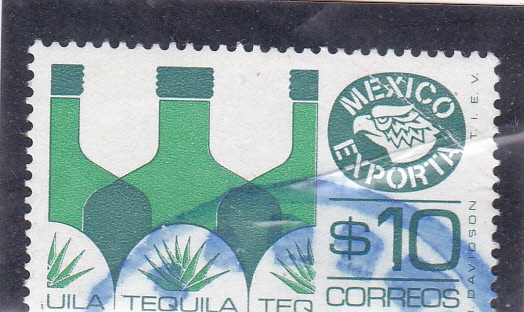 MEXICO
EXPORTA
$10
CORREOS
UILA TEQUILA TEQ
DAVIDSON T.I.E.V.